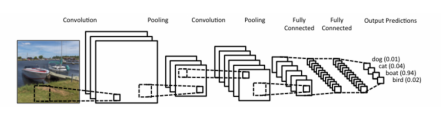 Convolution Pooling Convolution Pooling Fully Fully Output Predictions
Connected Connected
dog (0.01)
cat (0.04)
boat (0.94)
bird (0.02)